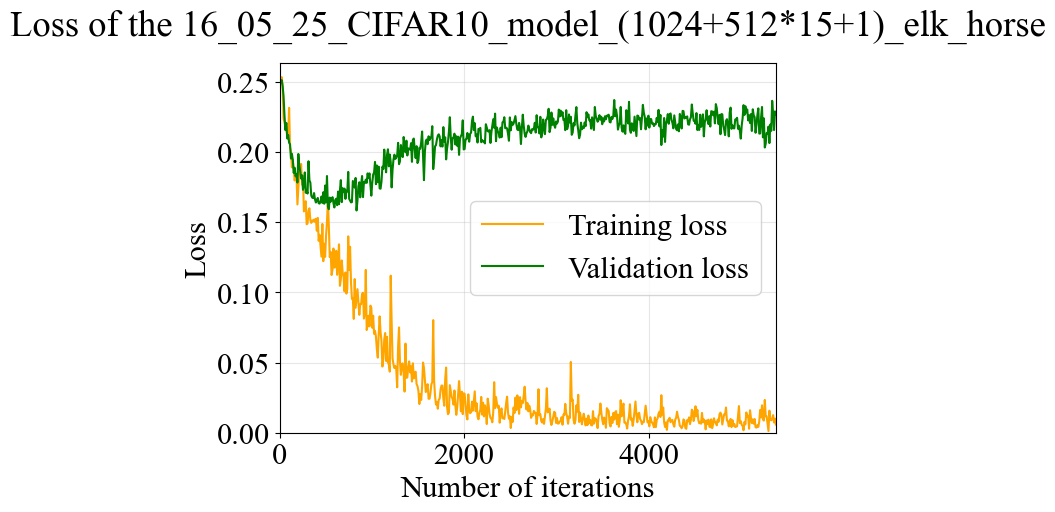 Loss of the 16_05_25_CIFAR10_model_(1024+512*15+1)_elk_horse
0.25
0.20
0.15
0.10
0.05
0.00
Loss
Training loss
Validation loss
0 2000 4000
Number of iterations